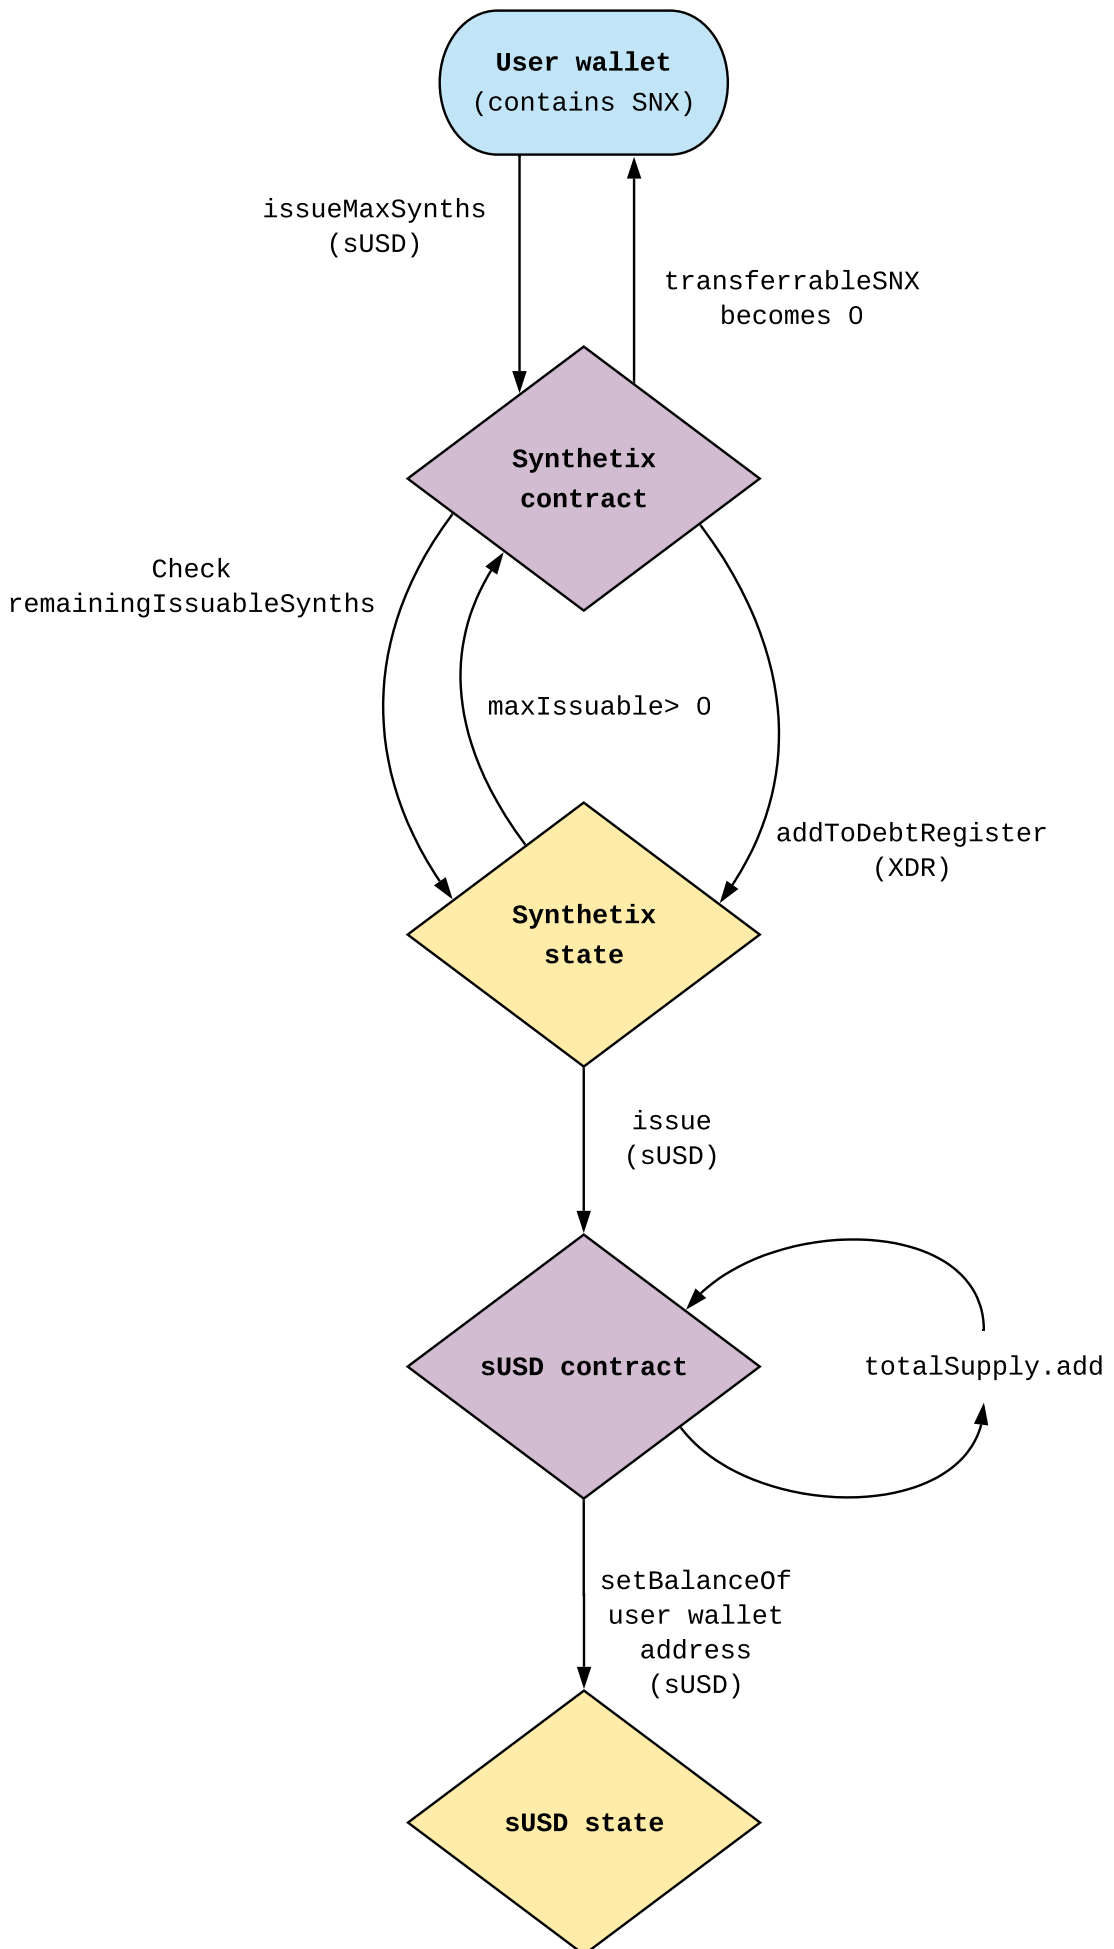 User wallet
(contains SNX)
issueMaxSynths
(sUSD)
transferrableSNX
becomes 0
Synthetix
contract
Check
remainingIssuableSynths
maxIssuable> 0
addToDebtRegister
(XDR)
Synthetix
state
issue
(sUSD)
sUSD contract
totalSupply.add
setBalanceOf
user wallet
address
(sUSD)
sUSD state